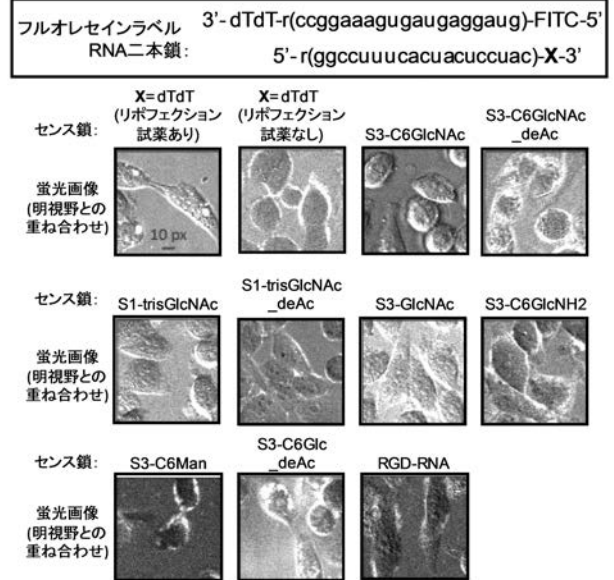 フルオレセインラベル
RNA二本鎖:
3'- dTdT-r(ccggaaagugaugaggaug)-FITC-5'
5'- r(ggccuuucacuacuccuac)-X-3'
センス鎖:
X=dTdT
(リポフェクション
試薬あり)
X=dTdT
(リポフェクション
試薬なし)
S3-C6GlcNAc
S3-C6GlcNAc
_deAc
蛍光画像
(明視野との
重ね合わせ)
10 px
センス鎖:
S1-trisGlcNAc
S1-trisGlcNAc
_deAc
S3-GlcNAc
S3-C6GlcNH2
蛍光画像
(明視野との
重ね合わせ)
センス鎖:
S3-C6Man
S3-C6Glc
_deAc
RGD-RNA
蛍光画像
(明視野との
重ね合わせ)